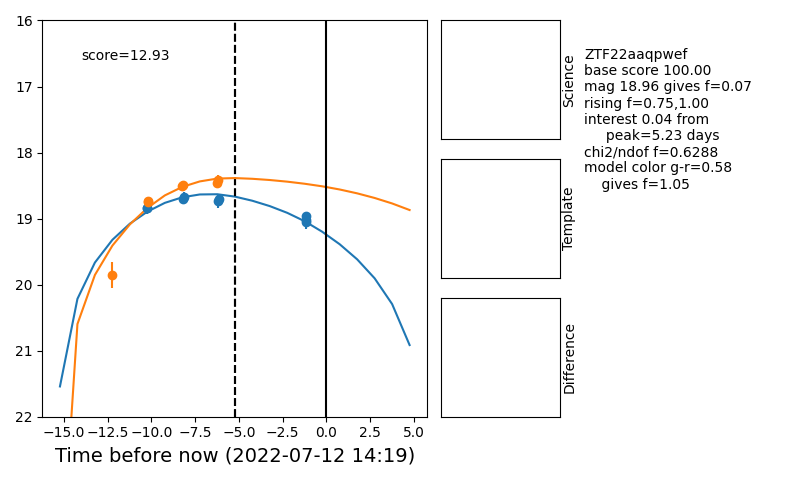 16
17
18
19
20
21
22
score=12.93
−15.0 −12.5 −10.0 −7.5 −5.0 −2.5 0.0 2.5 5.0
Time before now (2022-07-12 14:19)
Science
Template
Difference
ZTF22aaqpwef
base score 100.00
mag 18.96 gives f=0.07
rising f=0.75,1.00
interest 0.04 from
peak=5.23 days
chi2/ndof f=0.6288
model color g-r=0.58
gives f=1.05